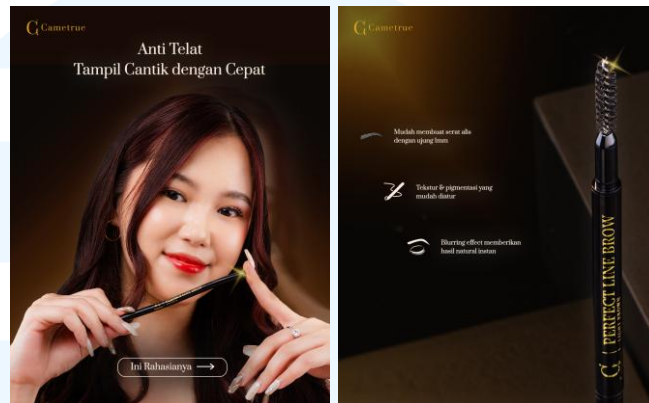 Cametrue
Anti Telat
Tampil Cantik dengan Cepat
Ini Rahasianya
Cametrue
Mudah membuat serat alis
dengan ujung 1mm
Tekstur & pigmentasi yang
mudah diatur
Blurring effect memberikan
hasil natural instan
PERFECT LINE BROW